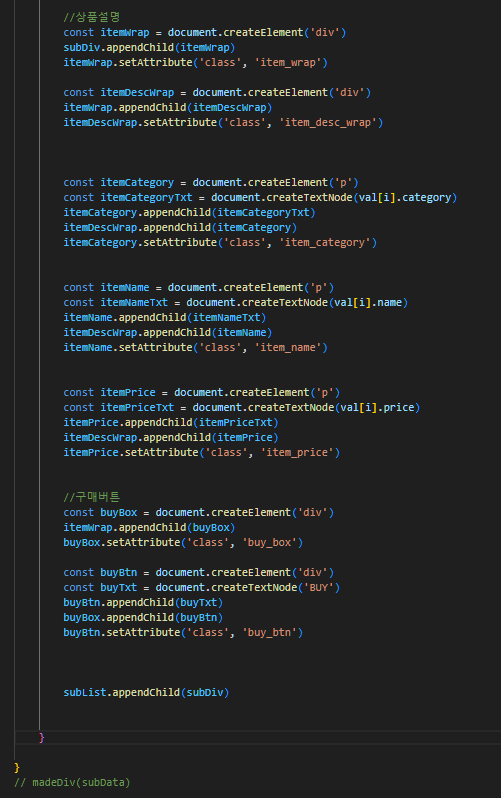 //상품설명
const itemWrap = document.createElement('div')
subDiv.appendChild(itemWrap)
itemWrap.setAttribute('class', 'item_wrap')
const itemDescWrap = document.createElement('div')
itemWrap.appendChild(itemDescWrap)
itemDescWrap.setAttribute('class', 'item_desc_wrap')
const itemCategory = document.createElement('p')
const itemCategoryTxt = document.createTextNode(val[i].category)
itemCategory.appendChild(itemCategoryTxt)
itemDescWrap.appendChild(itemCategory)
itemCategory.setAttribute('class', 'item_category')
const itemName = document.createElement('p')
const itemNameTxt = document.createTextNode(val[i].name)
itemName.appendChild(itemNameTxt)
itemDescWrap.appendChild(itemName)
itemName.setAttribute('class', 'item_name')
const itemPrice = document.createElement('p')
const itemPriceTxt = document.createTextNode(val[i].price)
itemPrice.appendChild(itemPriceTxt)
itemDescWrap.appendChild(itemPrice)
itemPrice.setAttribute('class', 'item_price')
//구매버튼
const buyBox = document.createElement('div')
itemWrap.appendChild(buyBox)
buyBox.setAttribute('class', 'buy_box')
const buyBtn = document.createElement('div')
const buyTxt = document.createTextNode('BUY')
buyBtn.appendChild(buyTxt)
buyBox.appendChild(buyBtn)
buyBtn.setAttribute('class', 'buy_btn')
subList.appendChild(subDiv)
}
}
// madeDiv(subData)